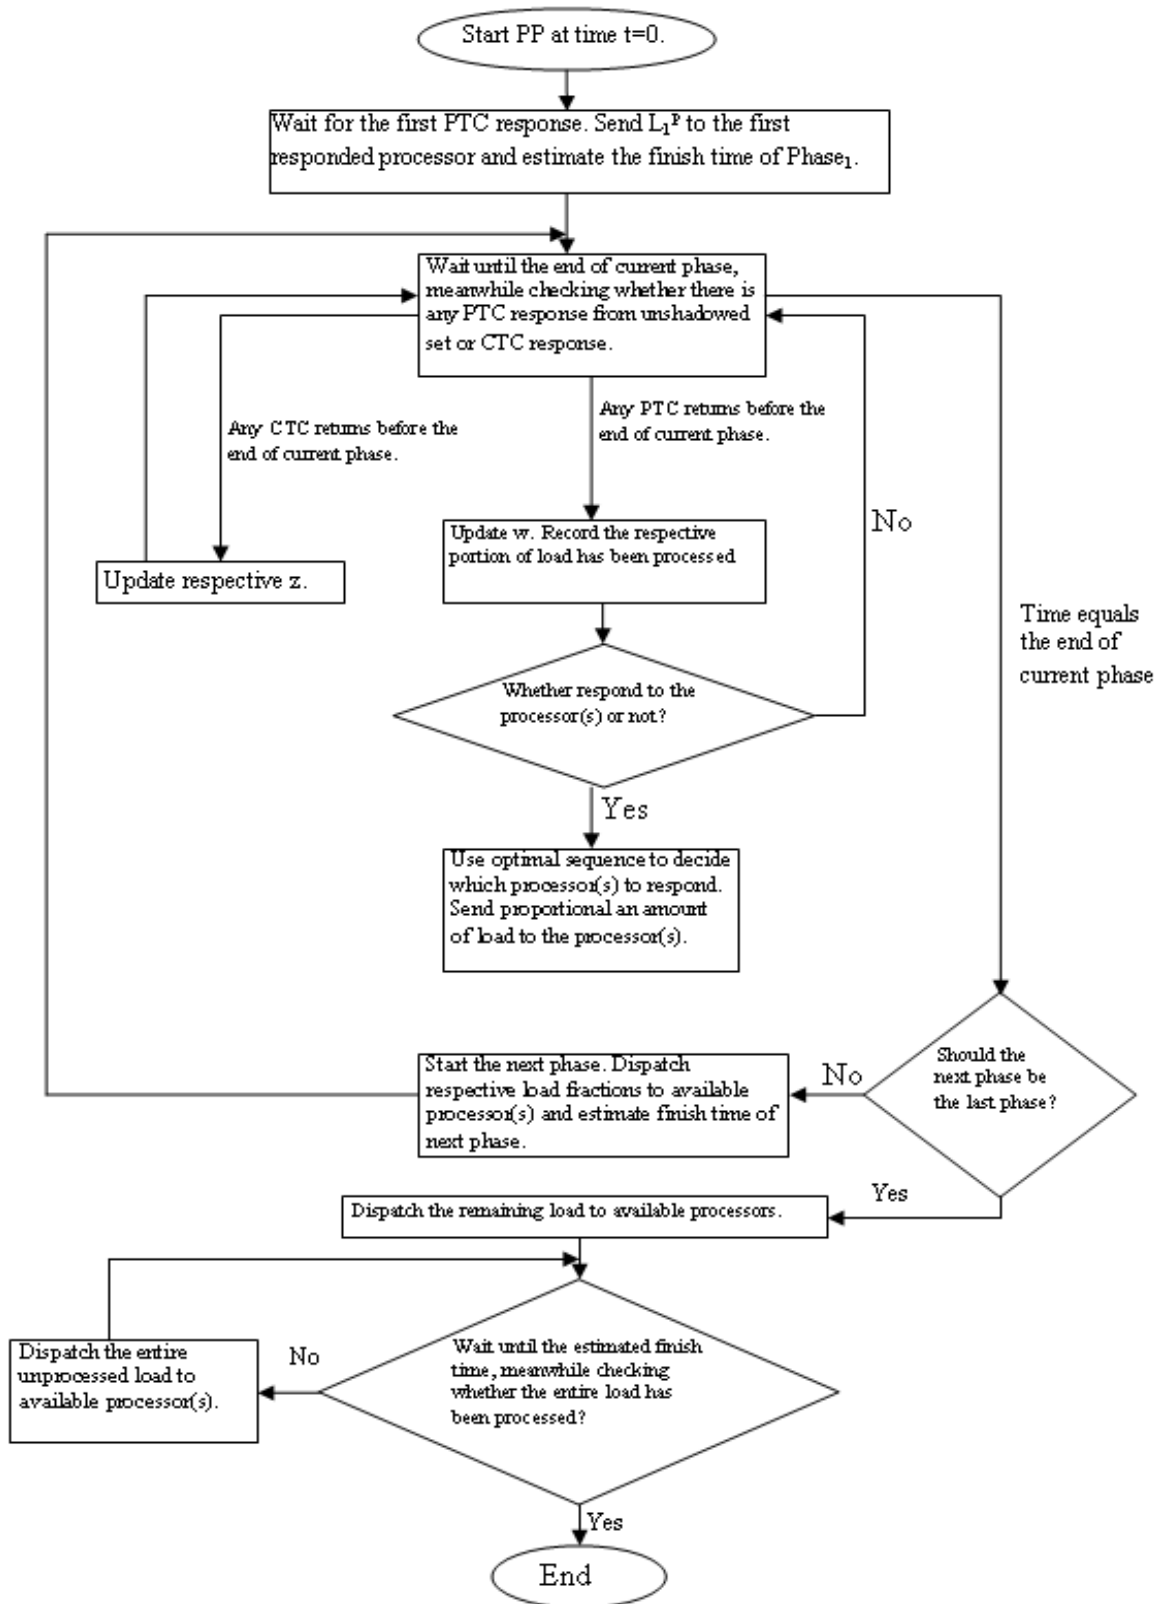 Start PP at time t=0.
Wait for the first PTC response. Send L₁ᴾ to the first
responded processor and estimate the finish time of Phase₁.
Wait until the end of current phase,
meanwhile checking whether there is
any PTC response from unshadowed
set or CTC response.
Any CTC returns before the
end of current phase.
Any PTC returns before the
end of current phase.
No
Update w. Record the respective
portion of load has been processed
Update respective z.
Time equals
the end of
current phase
Whether respond to the
processor(s) or not?
Yes
Use optimal sequence to decide
which processor(s) to respond.
Send proportional an amount
of load to the processor(s).
Should the
next phase be
the last phase?
No
Start the next phase. Dispatch
respective load fractions to available
processor(s) and estimate finish time of
next phase.
Yes
Dispatch the remaining load to available processors.
Wait until the estimated finish
time, meanwhile checking
whether the entire load has
been processed?
No
Dispatch the entire
unprocessed load to
available processor(s).
Yes
End